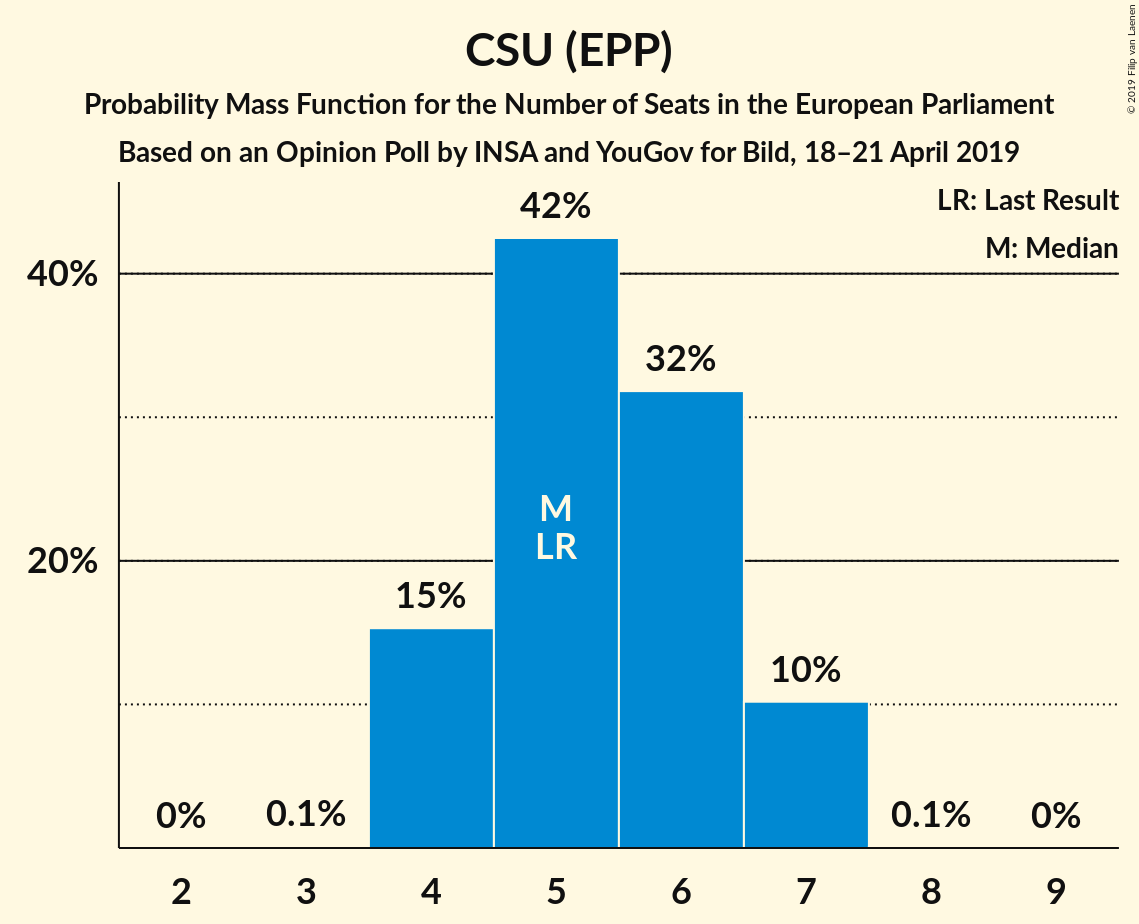 CSU (EPP)
Probability Mass Function for the Number of Seats in the European Parliament
Based on an Opinion Poll by INSA and YouGov for Bild, 18–21 April 2019
© 2019 Filip van Laenen
LR: Last Result
M: Median
42%
40%
32%
M
LR
20%
15%
10%
0%
0.1%
0.1%
0%
2 3 4 5 6 7 8 9